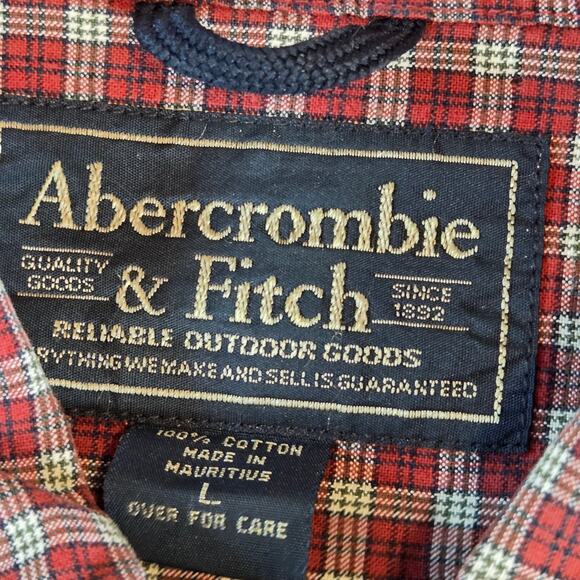 Abercrombie
QUALITY GOODS & Fitch SINCE 1892
RELIABLE OUTDOOR GOODS
WE MAKE AND SELL IS GUARANTEED
100% COTTON
MADE IN
MAURITIUS
L
OVER FOR CARE